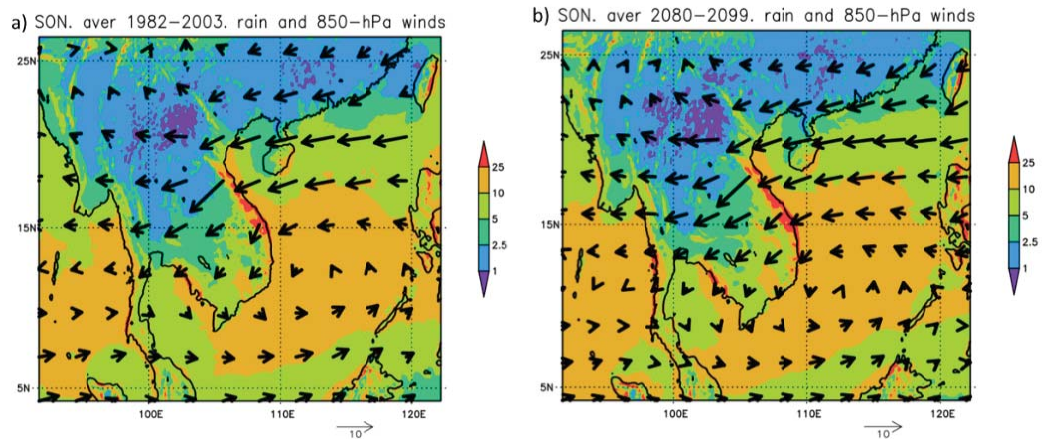 a) SON. aver 1982-2003. rain and 850-hPa winds
25N
15N
5N
100E 110E 120E
10
25
10
5
2.5
1
b) SON. aver 2080-2099. rain and 850-hPa winds
25N
15N
5N
100E 110E 120E
10
25
10
5
2.5
1